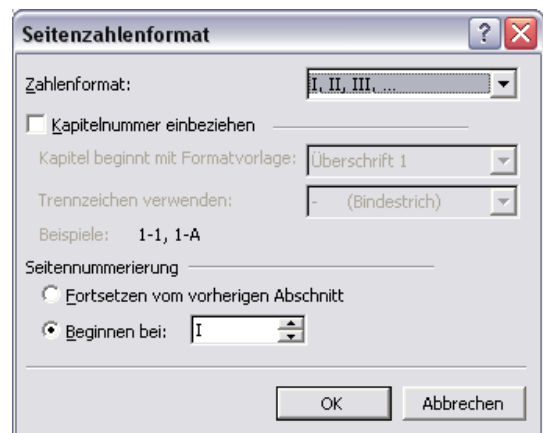 Seitenzahlenformat ?
Zahlenformat: I, II, III, ...
Kapitelnummer einbeziehen
Kapitel beginnt mit Formatvorlage: Überschrift 1
Trennzeichen verwenden: - (Bindestrich)
Beispiele: 1-1, 1-A
Seitennummerierung
Fortsetzen vom vorherigen Abschnitt
Beginnen bei: I
OK Abbrechen